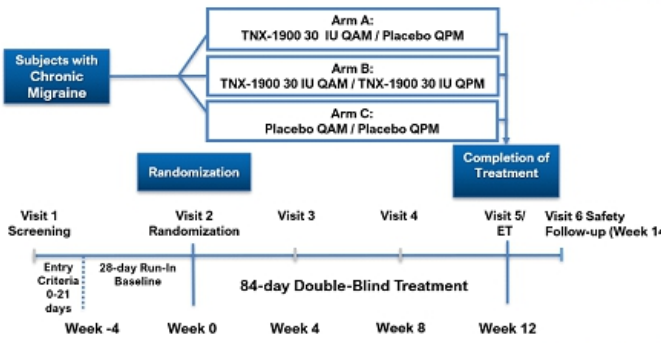 Arm A:
TNX-1900 30 IU QAM / Placebo QPM
Subjects with
Chronic
Migraine
Arm B:
TNX-1900 30 IU QAM / TNX-1900 30 IU QPM
Arm C:
Placebo QAM / Placebo QPM
Randomization
Completion of
Treatment
Visit 1
Screening
Visit 2
Randomization
Visit 3
Visit 4
Visit 5/
ET
Visit 6 Safety
Follow-up (Week 14
Entry
Criteria
0-21
days
28-day Run-In
Baseline
84-day Double-Blind Treatment
Week -4
Week 0
Week 4
Week 8
Week 12